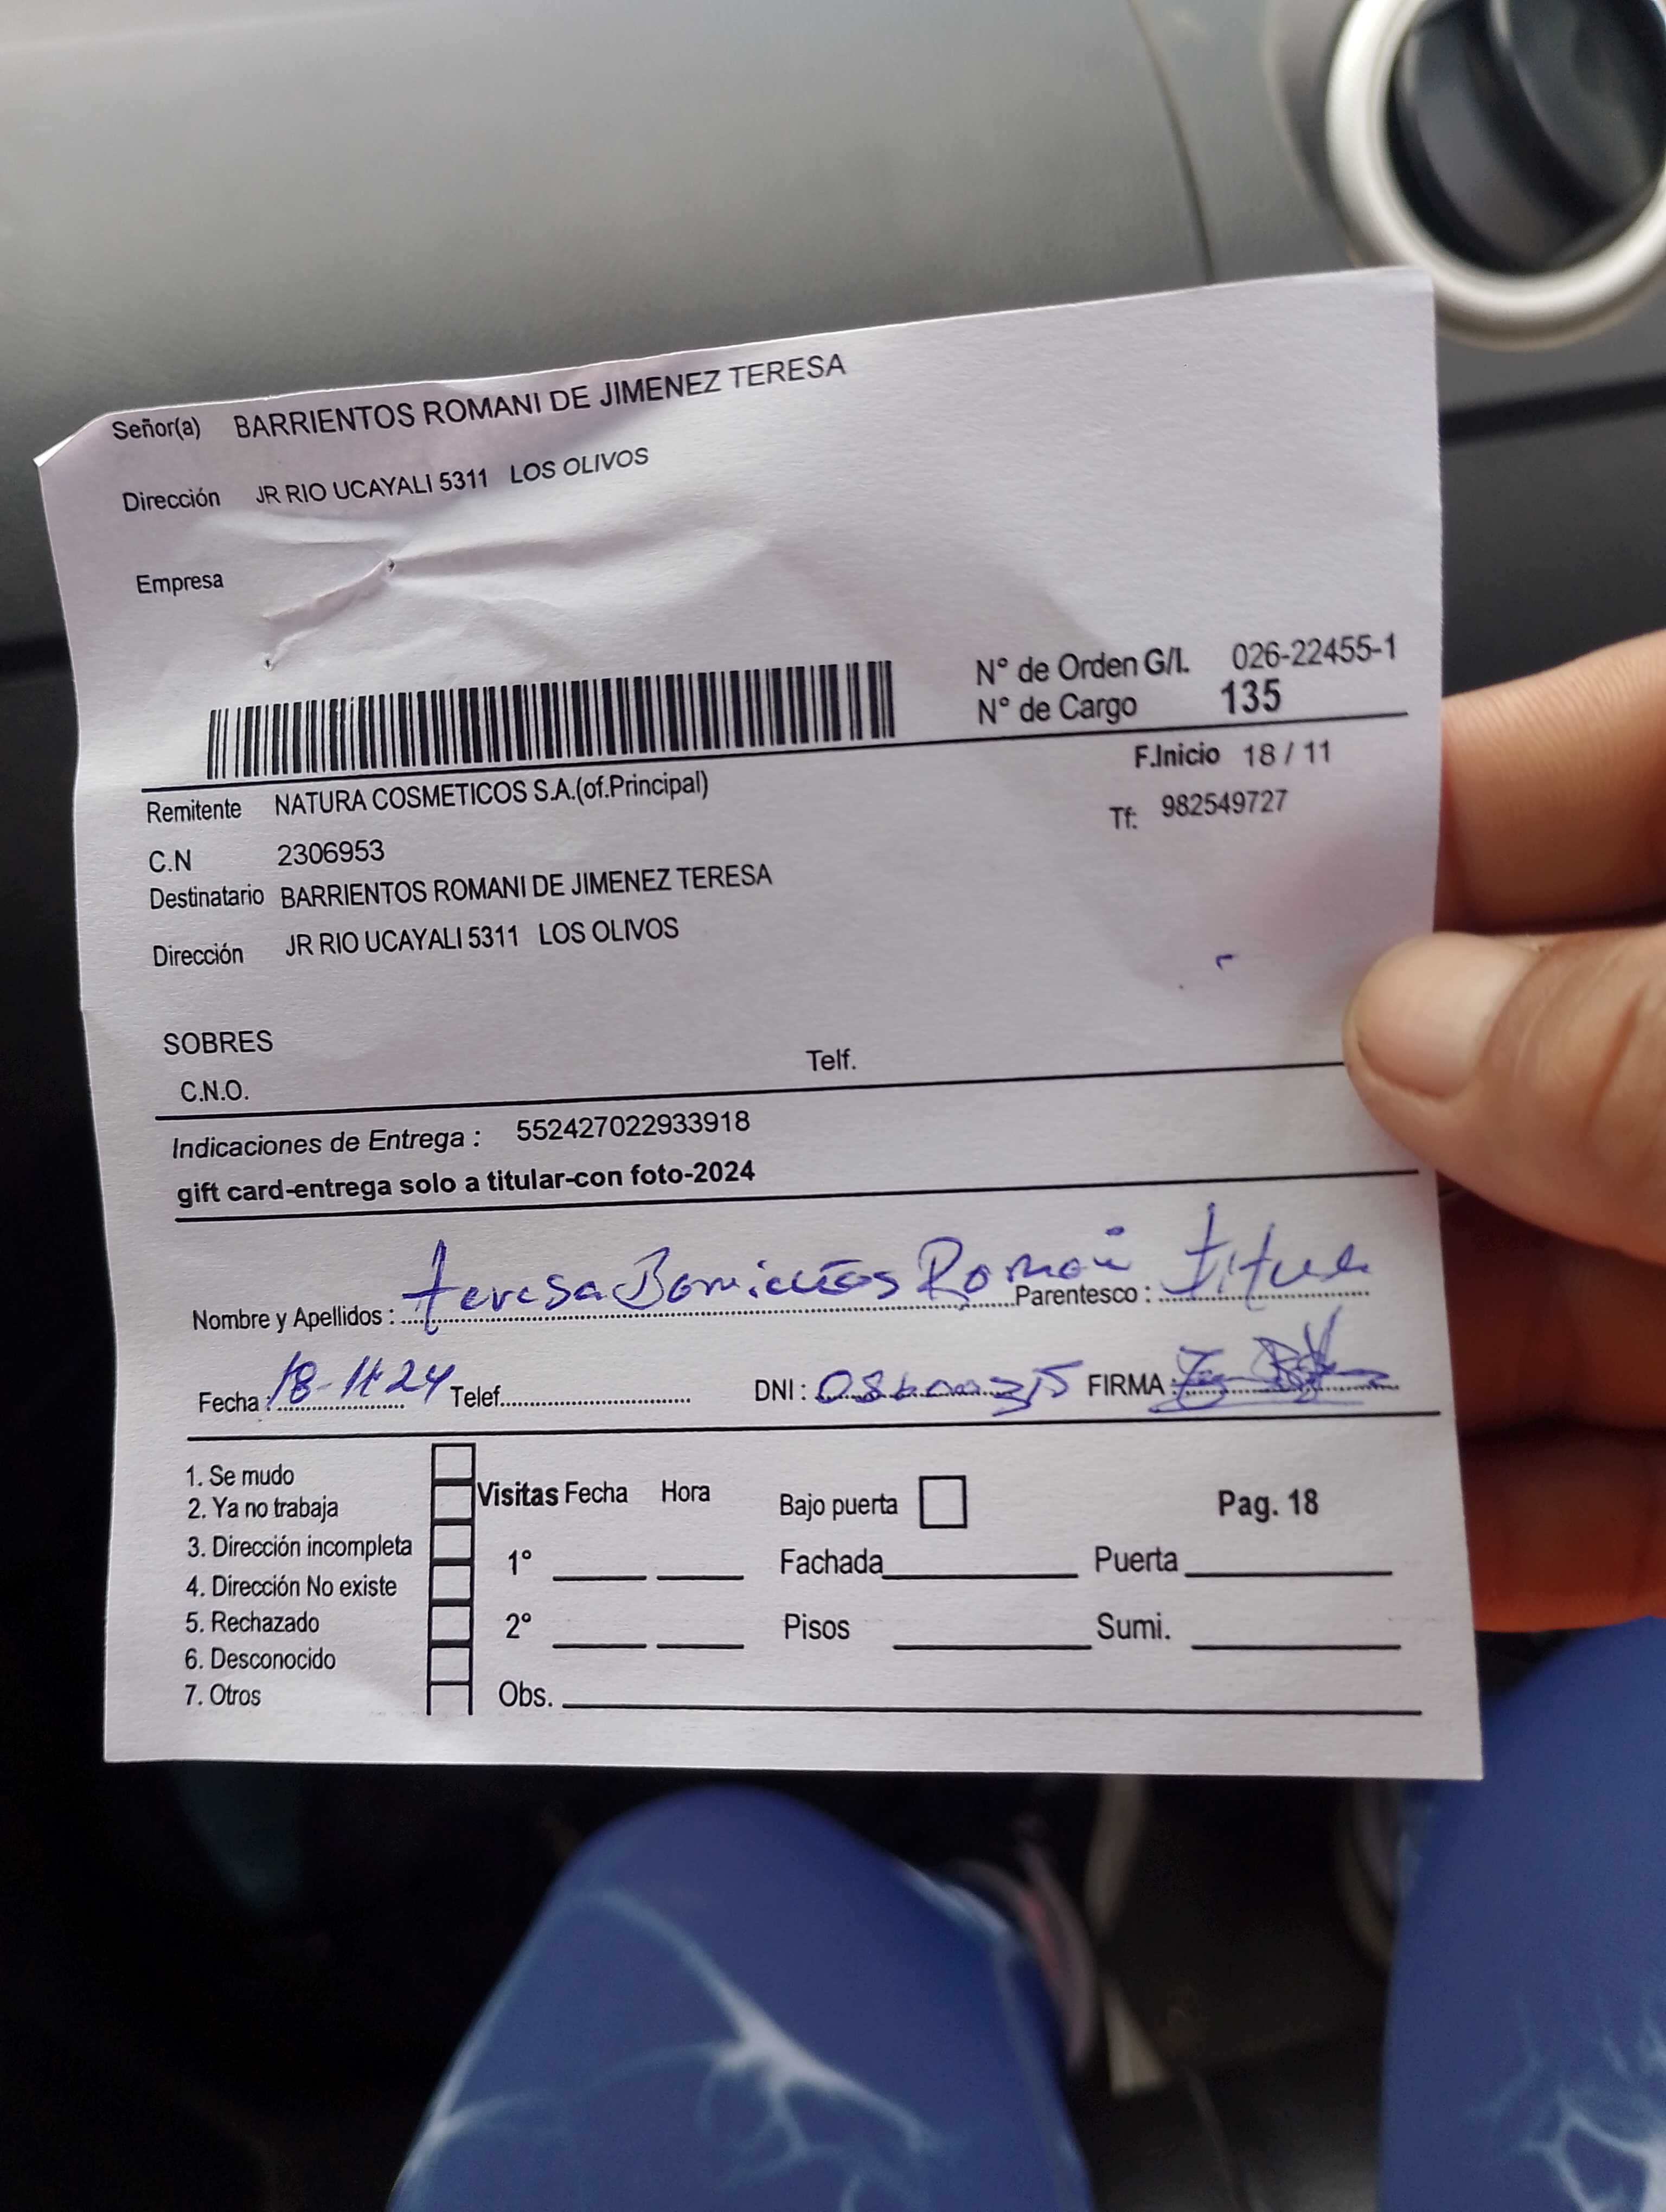 Señor(a) BARRIENTOS ROMANI DE JIMENEZ TERESA
Dirección JR RIO UCAYALI 5311 LOS OLIVOS
Empresa
N° de Orden G/I. 026-22455-1
N° de Cargo 135
F.Inicio 18 / 11
Remitente NATURA COSMETICOS S.A.(of.Principal)
Tf: 982549727
C.N 2306953
Destinatario BARRIENTOS ROMANI DE JIMENEZ TERESA
Dirección JR RIO UCAYALI 5311 LOS OLIVOS
SOBRES
Telf.
C.N.O.
Indicaciones de Entrega : 552427022933918
gift card-entrega solo a titular-con foto-2024
Nombre y Apellidos : teresa Barrientos Romani Parentesco : titular
Fecha : 18-11-24 Telef. DNI : FIRMA :
1. Se mudo
2. Ya no trabaja
3. Dirección incompleta
4. Dirección No existe
5. Rechazado
6. Desconocido
7. Otros
Visitas Fecha Hora Bajo puerta Pag. 18
1° Fachada Puerta
2° Pisos Sumi.
Obs.